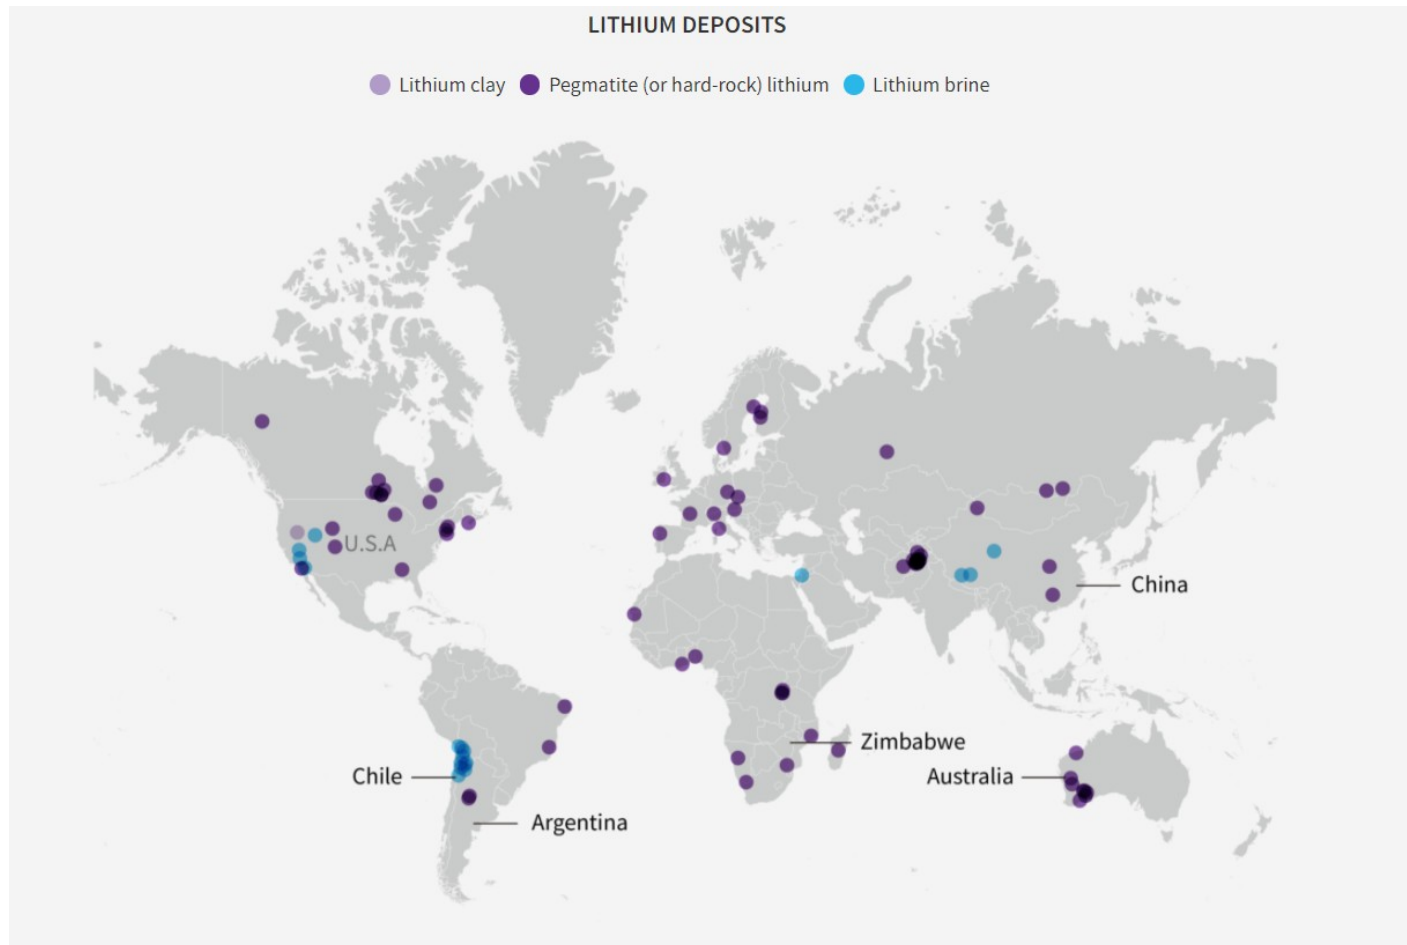 LITHIUM DEPOSITS
Lithium clay Pegmatite (or hard-rock) lithium Lithium brine
U.S.A
China
Zimbabwe
Chile
Australia
Argentina